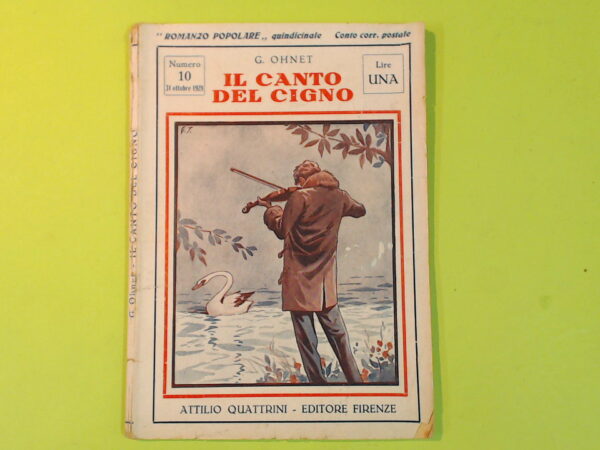 "ROMANZO POPOLARE„ quindicinale Conto corr. postale
Numero
10
31 ottobre 1929
G. OHNET
Lire
UNA
IL CANTO
DEL CIGNO
G. OHNET - IL CANTO DEL CIGNO
ATTILIO QUATTRINI - EDITORE FIRENZE